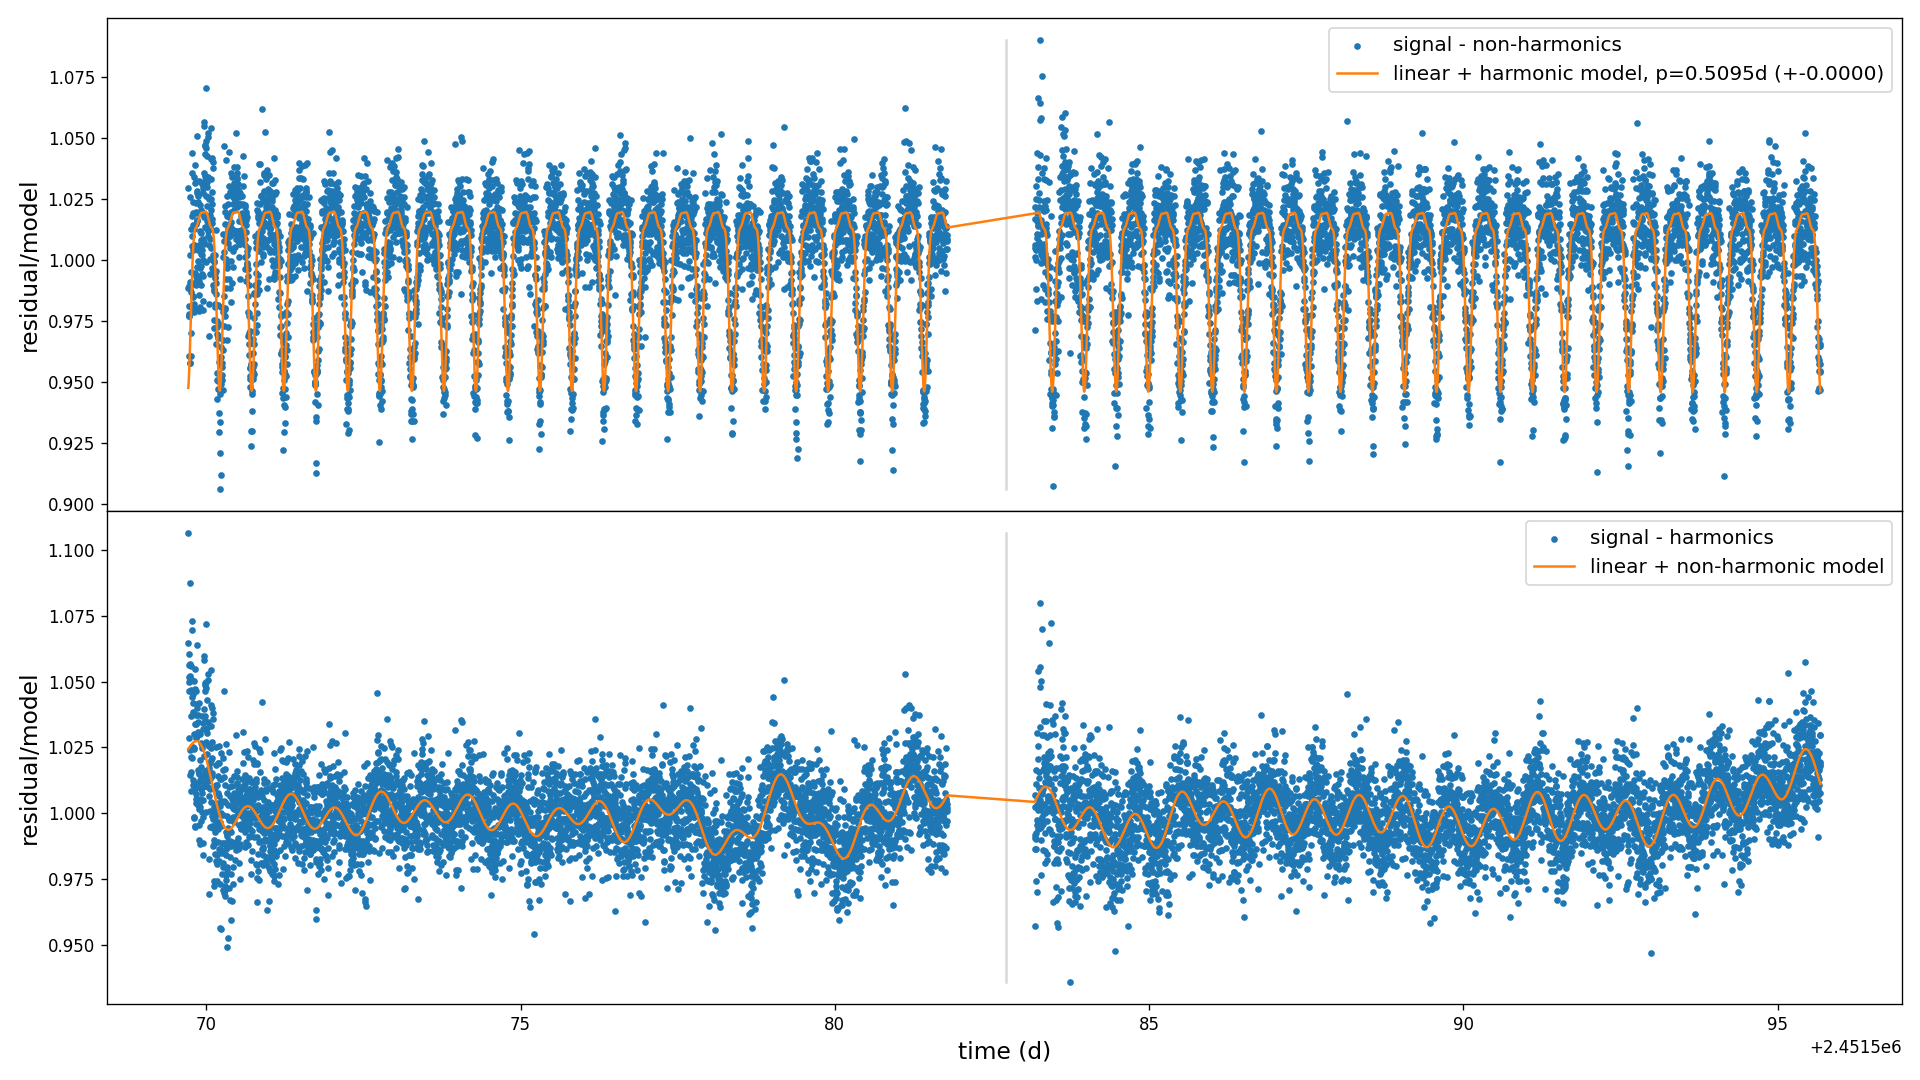 signal - non-harmonics
linear + harmonic model, p=0.5095d (+-0.0000)
residual/model
1.075
1.050
1.025
1.000
0.975
0.950
0.925
0.900
signal - harmonics
linear + non-harmonic model
residual/model
1.100
1.075
1.050
1.025
1.000
0.975
0.950
70 75 80 85 90 95
time (d)
+2.4515e6